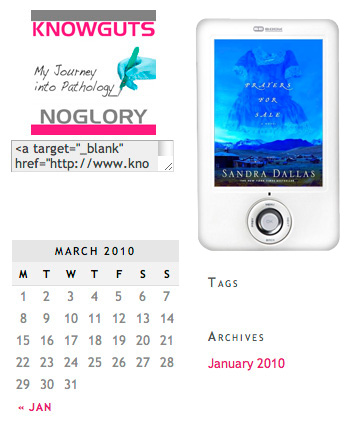 KNOWGUTS
My Journey
into Pathology
NOGLORY
<a target="_blank"
href="http://www.kno
MARCH 2010
M T W T F S S
1 2 3 4 5 6 7
8 9 10 11 12 13 14
15 16 17 18 19 20 21
22 23 24 25 26 27 28
29 30 31
« JAN
PRAYERS
FOR
SALE
SANDRA DALLAS
TAGS
ARCHIVES
January 2010